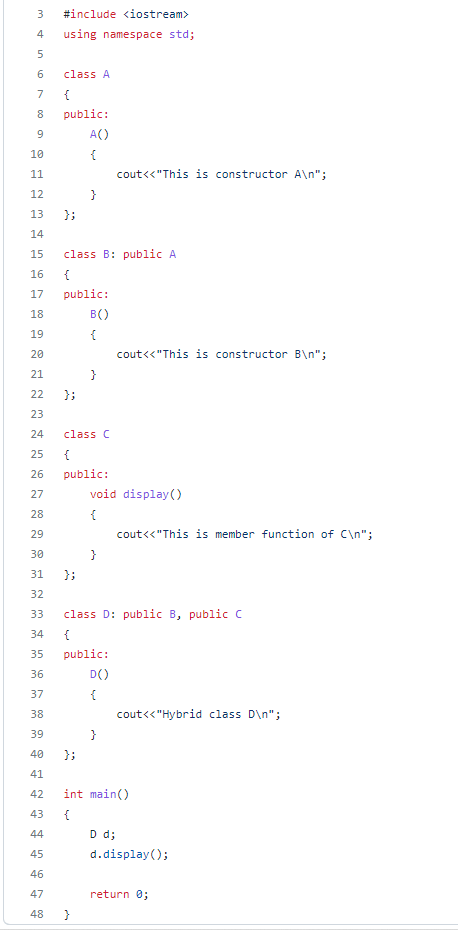 3 #include <iostream>
4 using namespace std;
5
6 class A
7 {
8 public:
9 A()
10 {
11 cout<<"This is constructor A\n";
12 }
13 };
14
15 class B: public A
16 {
17 public:
18 B()
19 {
20 cout<<"This is constructor B\n";
21 }
22 };
23
24 class C
25 {
26 public:
27 void display()
28 {
29 cout<<"This is member function of C\n";
30 }
31 };
32
33 class D: public B, public C
34 {
35 public:
36 D()
37 {
38 cout<<"Hybrid class D\n";
39 }
40 };
41
42 int main()
43 {
44 D d;
45 d.display();
46
47 return 0;
48 }